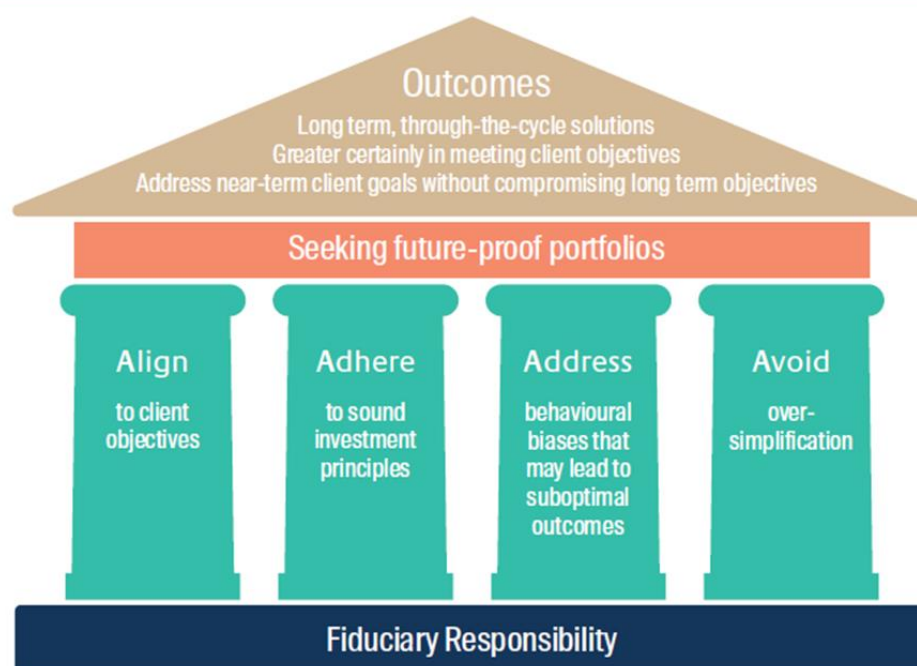 Outcomes
Long term, through-the-cycle solutions
Greater certainly in meeting client objectives
Address near-term client goals without compromising long term objectives
Seeking future-proof portfolios
Align
to client
objectives
Adhere
to sound
investment
principles
Address
behavioural
biases that
may lead to
suboptimal
outcomes
Avoid
over-
simplification
Fiduciary Responsibility